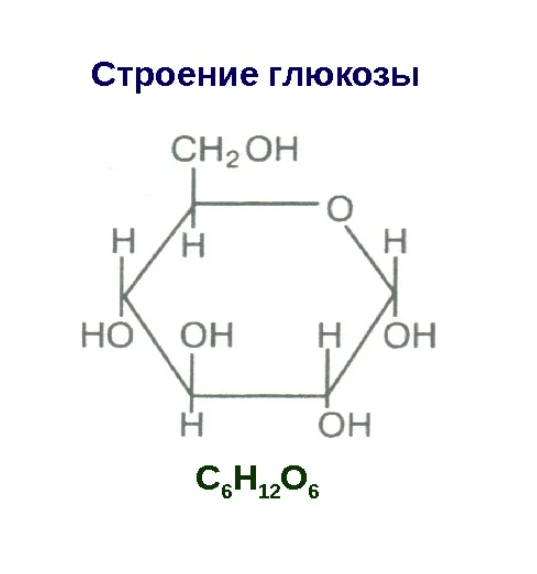 Строение глюкозы
CH₂OH
O
H H H
HO OH H OH
H OH
C₆H₁₂O₆